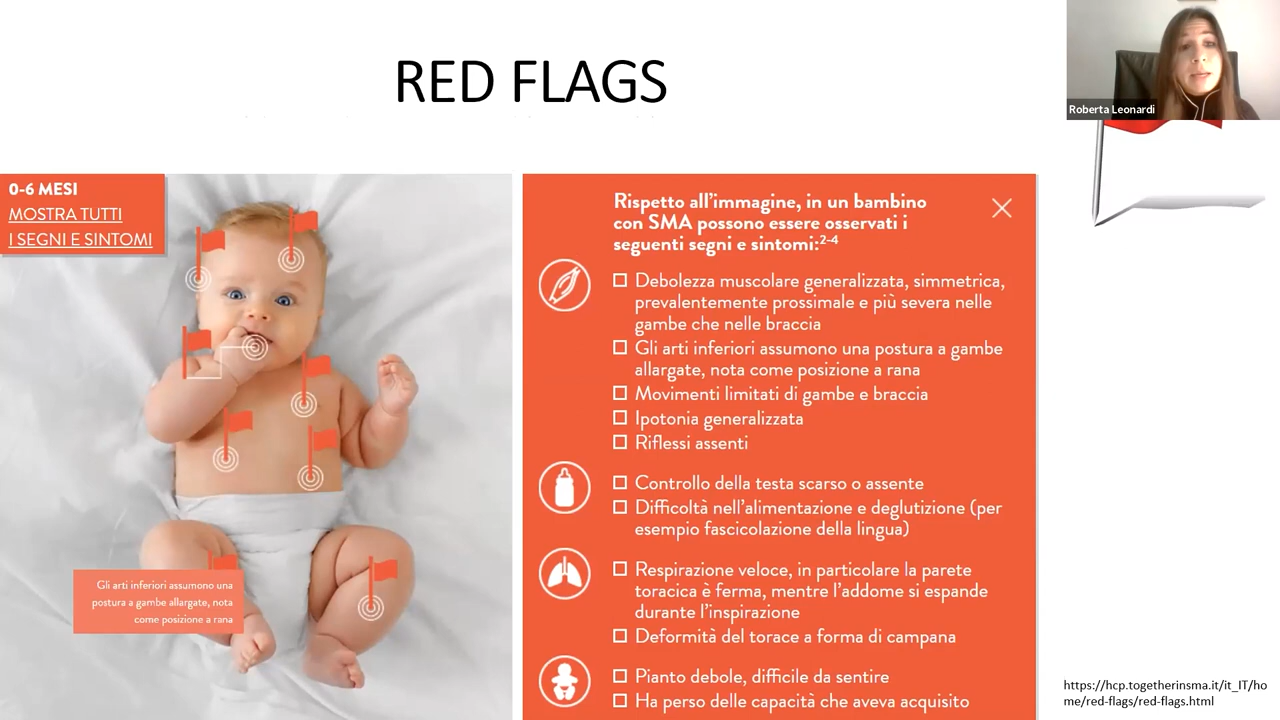 RED FLAGS
Roberta Leonardi
0-6 MESI
MOSTRA TUTTI
I SEGNI E SINTOMI
Gli arti inferiori assumono una
postura a gambe allargate, nota
come posizione a rana
Rispetto all'immagine, in un bambino
con SMA possono essere osservati i
seguenti segni e sintomi:2-4
Debolezza muscolare generalizzata, simmetrica,
prevalentemente prossimale e più severa nelle
gambe che nelle braccia
Gli arti inferiori assumono una postura a gambe
allargate, nota come posizione a rana
Movimenti limitati di gambe e braccia
Ipotonia generalizzata
Riflessi assenti
Controllo della testa scarso o assente
Difficoltà nell'alimentazione e deglutizione (per
esempio fascicolazione della lingua)
Respirazione veloce, in particolare la parete
toracica è ferma, mentre l'addome si espande
durante l'inspirazione
Deformità del torace a forma di campana
Pianto debole, difficile da sentire
Ha perso delle capacità che aveva acquisito
https://hcp.togetherinsma.it/it_IT/ho
me/red-flags/red-flags.html